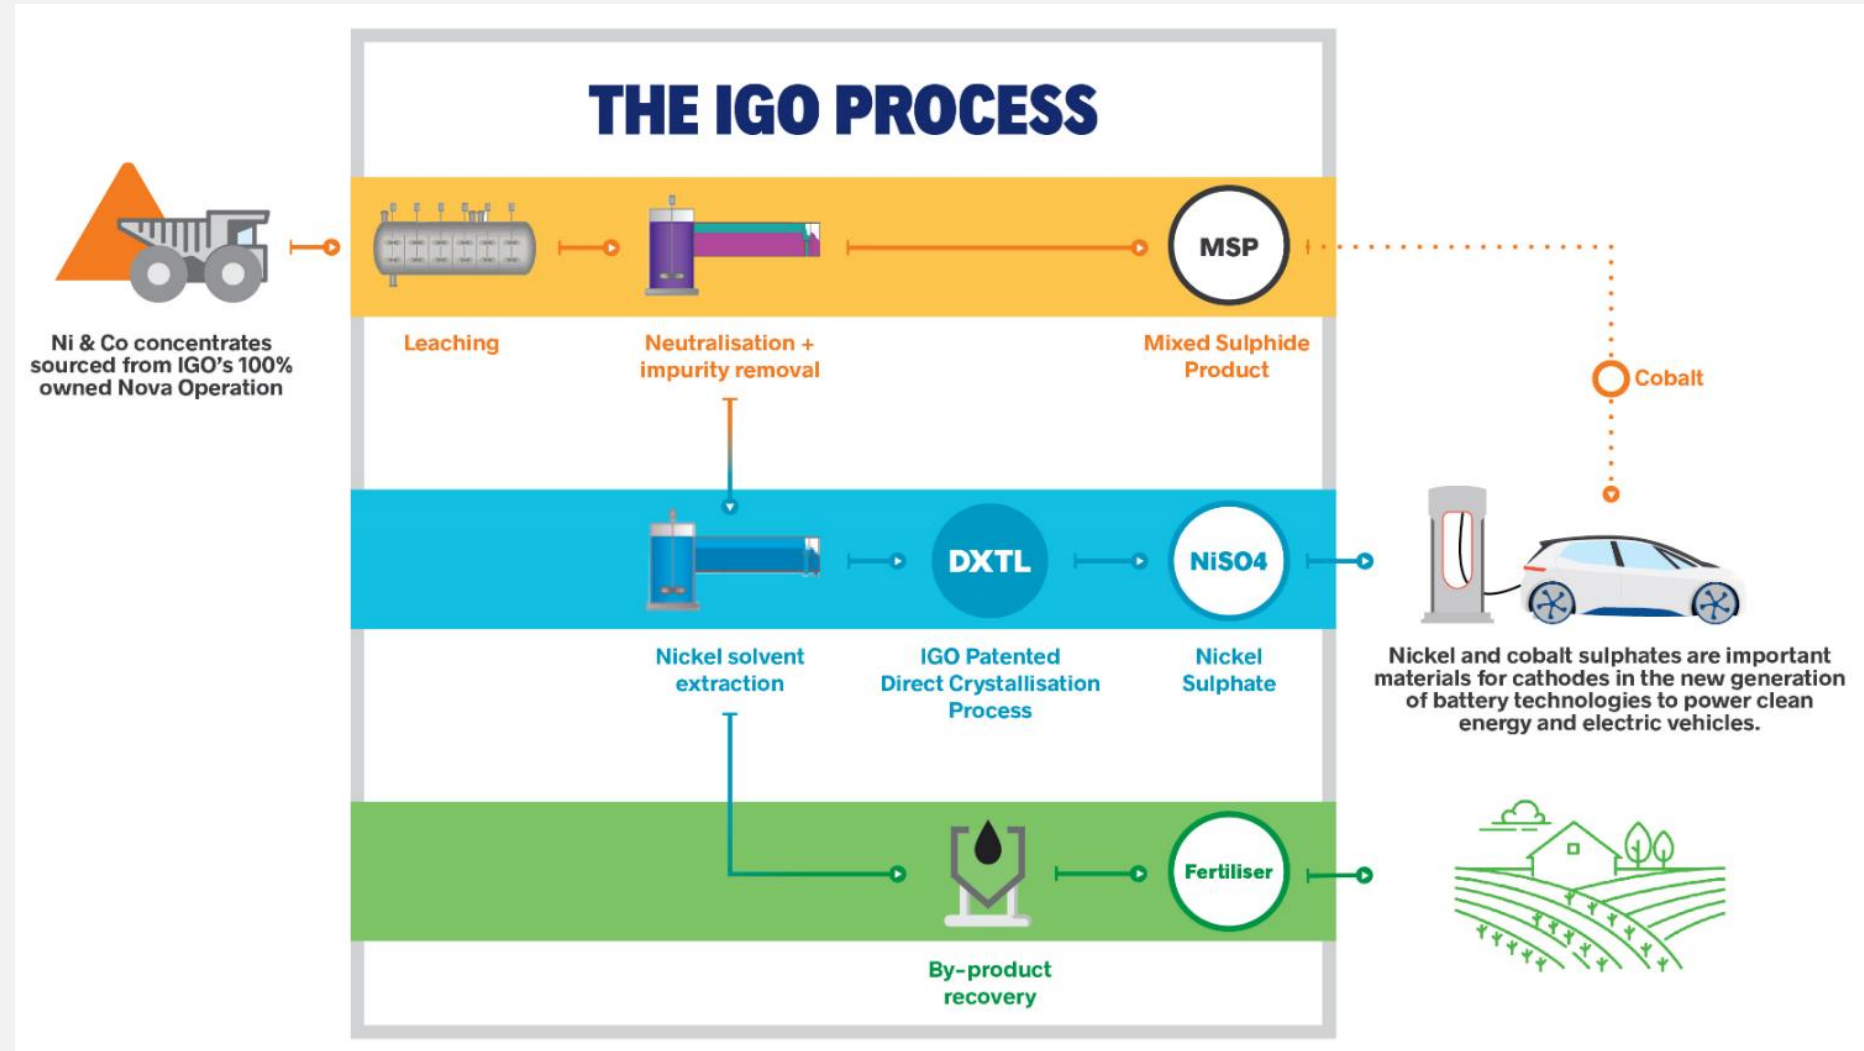 THE IGO PROCESS
MSP
Ni & Co concentrates
sourced from IGO's 100%
owned Nova Operation
Leaching
Neutralisation +
impurity removal
Mixed Sulphide
Product
Cobalt
DXTL
NiSO4
Nickel solvent
extraction
IGO Patented
Direct Crystallisation
Process
Nickel
Sulphate
Nickel and cobalt sulphates are important
materials for cathodes in the new generation
of battery technologies to power clean
energy and electric vehicles.
Fertiliser
By-product
recovery